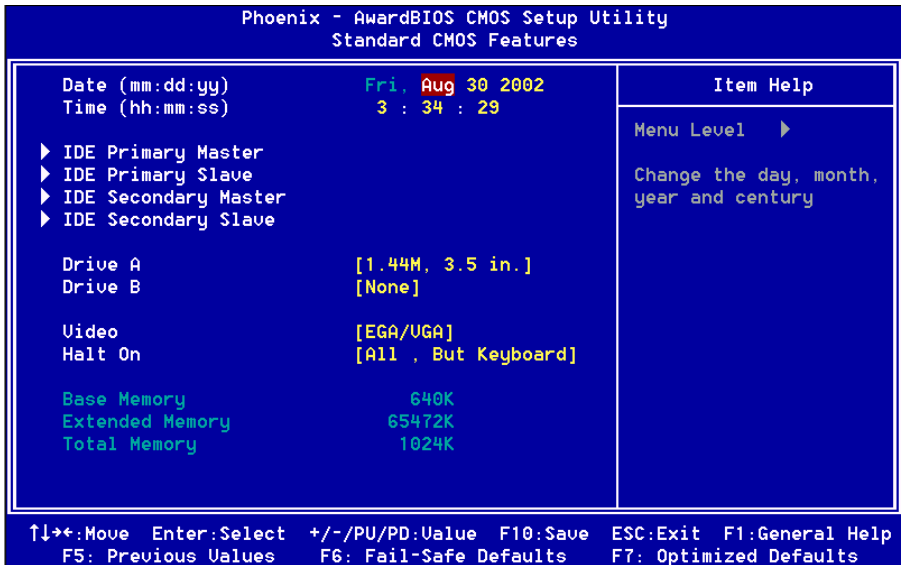 Phoenix - AwardBIOS CMOS Setup Utility
Standard CMOS Features
Date (mm:dd:yy) Fri, Aug 30 2002
Time (hh:mm:ss) 3 : 34 : 29
IDE Primary Master
IDE Primary Slave
IDE Secondary Master
IDE Secondary Slave
Drive A [1.44M, 3.5 in.]
Drive B [None]
Video [EGA/VGA]
Halt On [All , But Keyboard]
Base Memory 640K
Extended Memory 65472K
Total Memory 1024K
Item Help
Menu Level
Change the day, month,
year and century
↑↓→←:Move Enter:Select +/-/PU/PD:Value F10:Save ESC:Exit F1:General Help
F5: Previous Values F6: Fail-Safe Defaults F7: Optimized Defaults